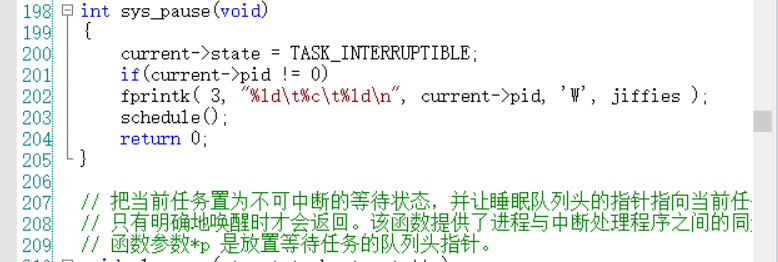 198 int sys_pause(void)
199 {
200 current->state = TASK_INTERRUPTIBLE;
201 if(current->pid != 0)
202 fprintk( 3, "%ld\t%c\t%ld\n", current->pid, 'W', jiffies );
203 schedule();
204 return 0;
205 }
206
207 // 把当前任务置为不可中断的等待状态，并让睡眠队列头的指针指向当前任
208 // 只有明确地唤醒时才会返回。该函数提供了进程与中断处理程序之间的同
209 // 函数参数*p 是放置等待任务的队列头指针。